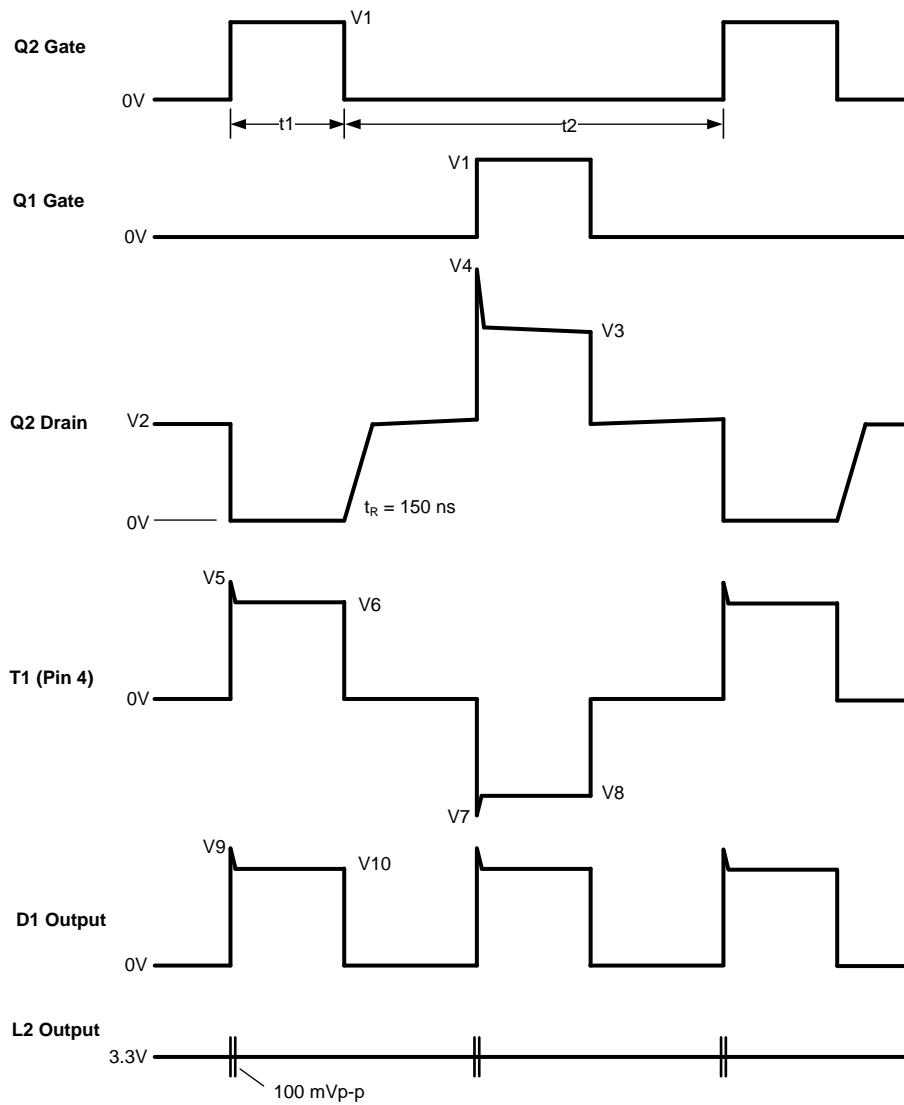 V1
Q2 Gate
0V
t1
t2
V1
Q1 Gate
0V
V4
V3
Q2 Drain
V2
tR = 150 ns
0V
V5
V6
T1 (Pin 4)
0V
V8
V7
V9
V10
D1 Output
0V
L2 Output
3.3V
100 mVp-p